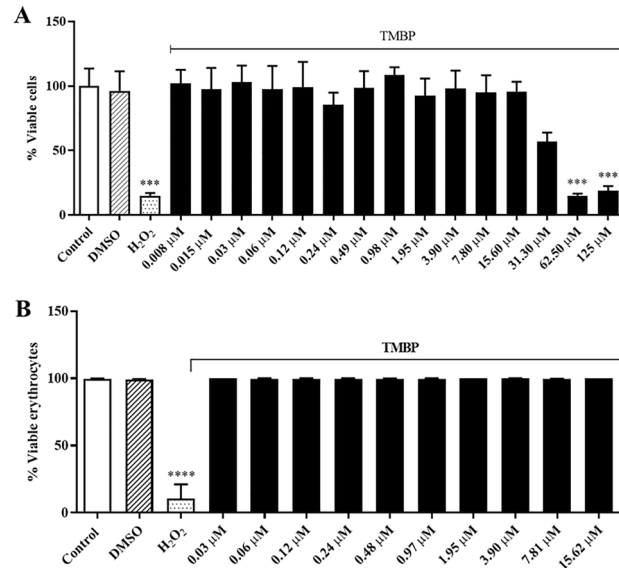 A
150
100
50
0
% Viable cells
TMBP
***
***
***
Control
DMSO
H₂O₂
0.008 µM
0.015 µM
0.03 µM
0.06 µM
0.12 µM
0.24 µM
0.49 µM
0.98 µM
1.95 µM
3.90 µM
7.80 µM
15.60 µM
31.30 µM
62.50 µM
125 µM
B
150
100
50
0
% Viable erythrocytes
TMBP
****
Control
DMSO
H₂O₂
0.03 µM
0.06 µM
0.12 µM
0.24 µM
0.48 µM
0.97 µM
1.95 µM
3.90 µM
7.81 µM
15.62 µM